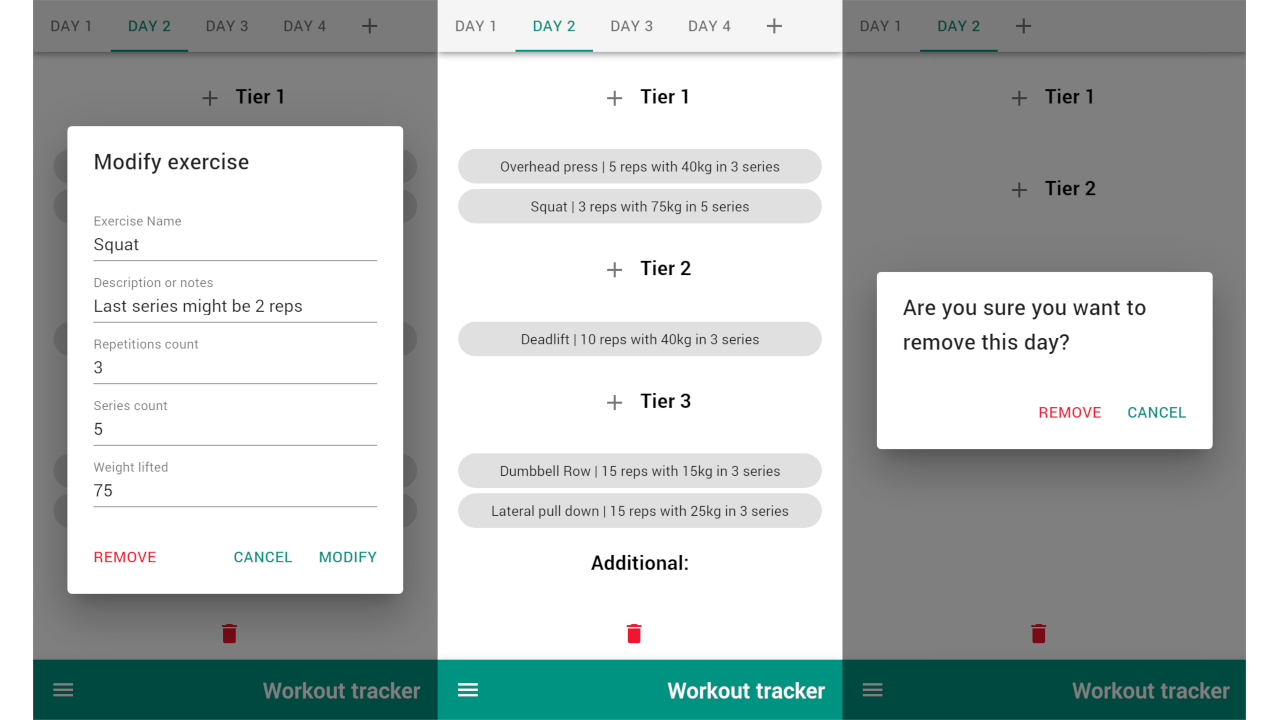 DAY 1 DAY 2 DAY 3 DAY 4 +
+ Tier 1
Modify exercise
Exercise Name
Squat
Description or notes
Last series might be 2 reps
Repetitions count
3
Series count
5
Weight lifted
75
REMOVE CANCEL MODIFY
Workout tracker
DAY 1 DAY 2 DAY 3 DAY 4 +
+ Tier 1
Overhead press | 5 reps with 40kg in 3 series
Squat | 3 reps with 75kg in 5 series
+ Tier 2
Deadlift | 10 reps with 40kg in 3 series
+ Tier 3
Dumbbell Row | 15 reps with 15kg in 3 series
Lateral pull down | 15 reps with 25kg in 3 series
Additional:
Workout tracker
DAY 1 DAY 2 +
+ Tier 1
+ Tier 2
Are you sure you want to
remove this day?
REMOVE CANCEL
Workout tracker